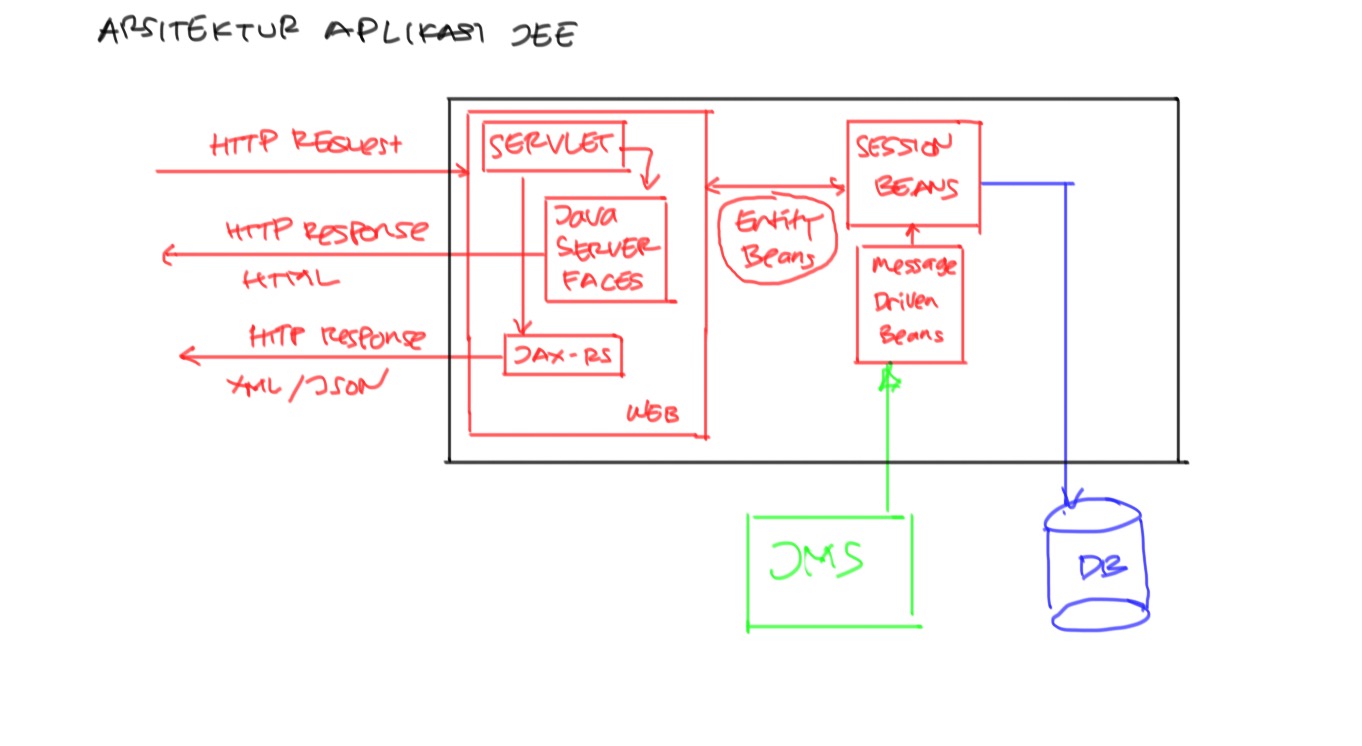 ARSITEKTUR APLIKASI JEE
HTTP REQUEST
SERVLET
HTTP RESPONSE
HTML
JAVA
SERVER
FACES
HTTP Response
XML/JSON
JAX-RS
WEB
Entity
Beans
SESSION
BEANS
Message
Driven
Beans
JMS
DB